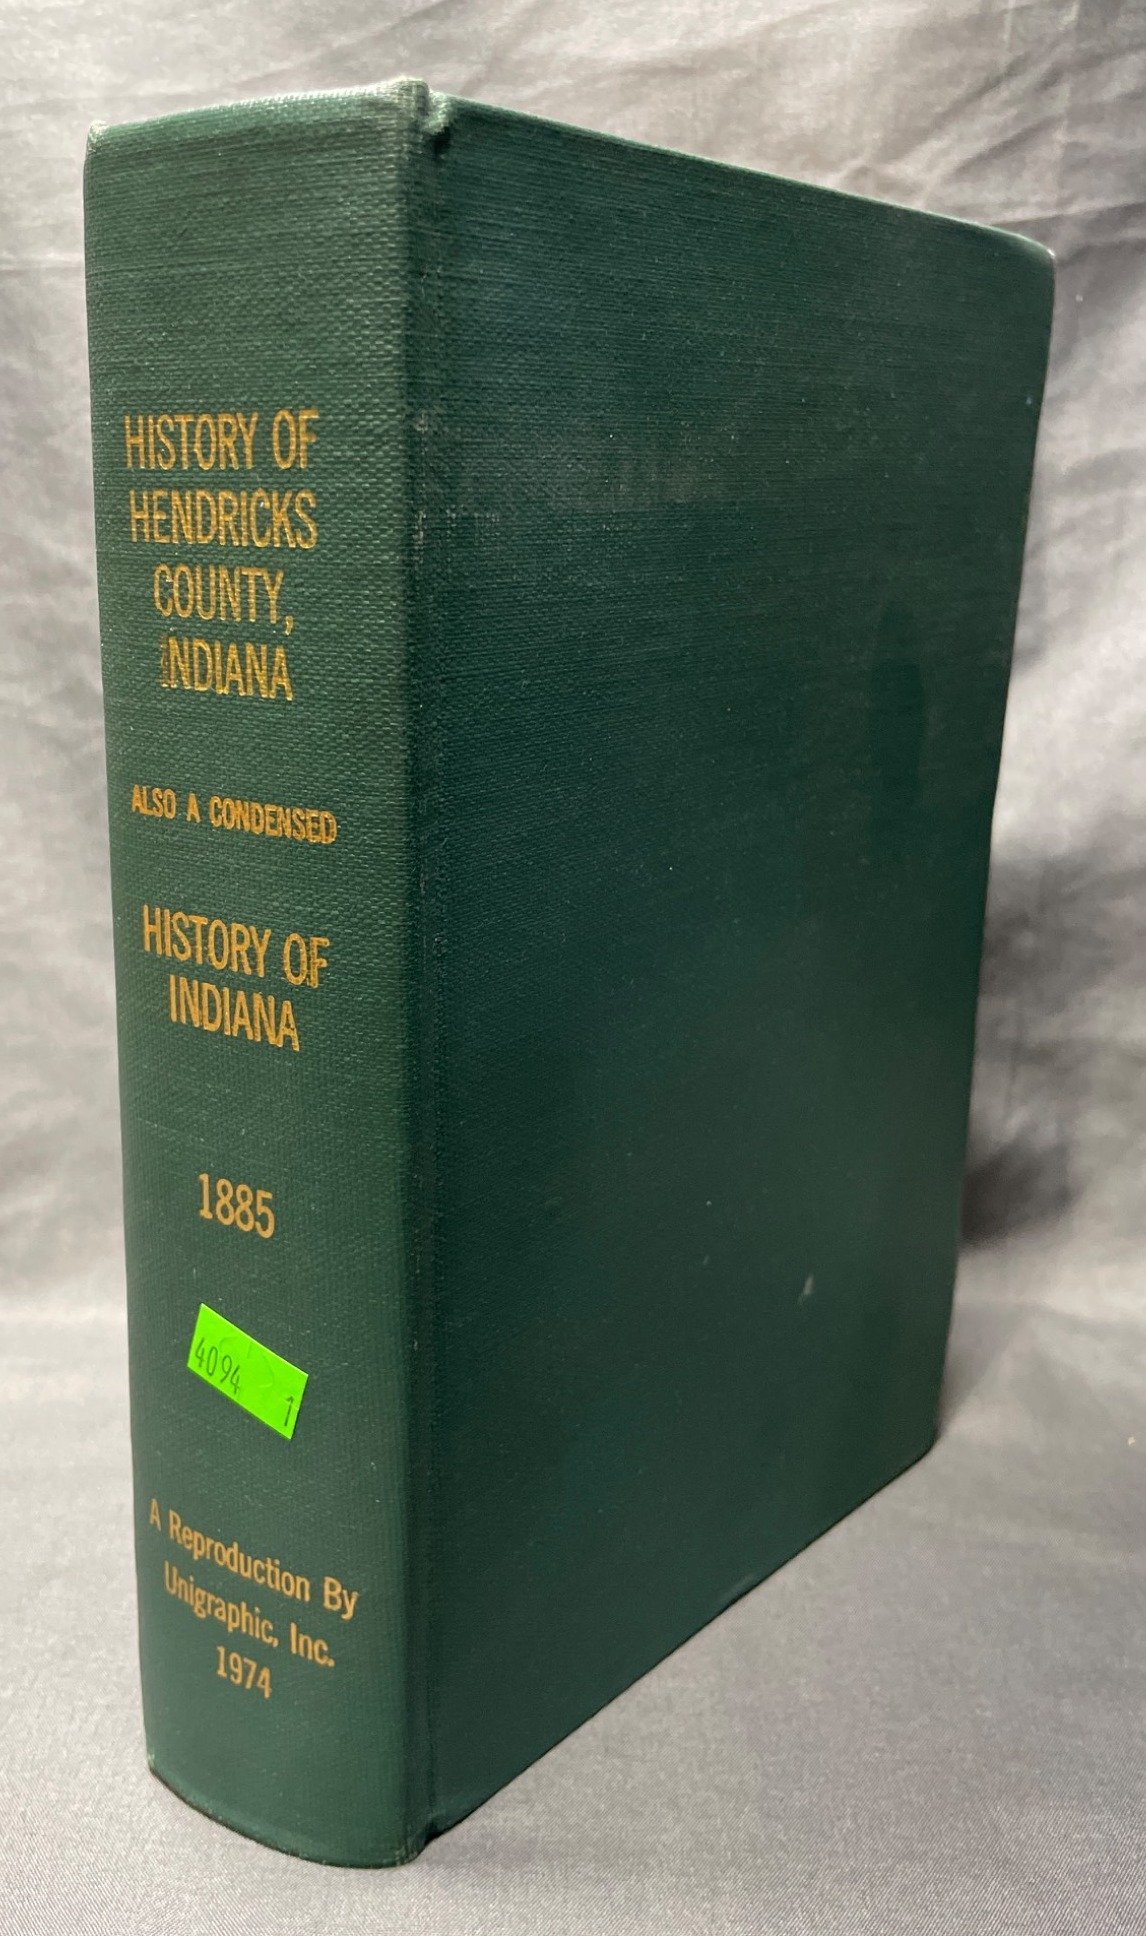 HISTORY OF
HENDRICKS
COUNTY,
INDIANA
ALSO A CONDENSED
HISTORY OF
INDIANA
1885
4094 1
A Reproduction By
Unigraphic, Inc.
1974